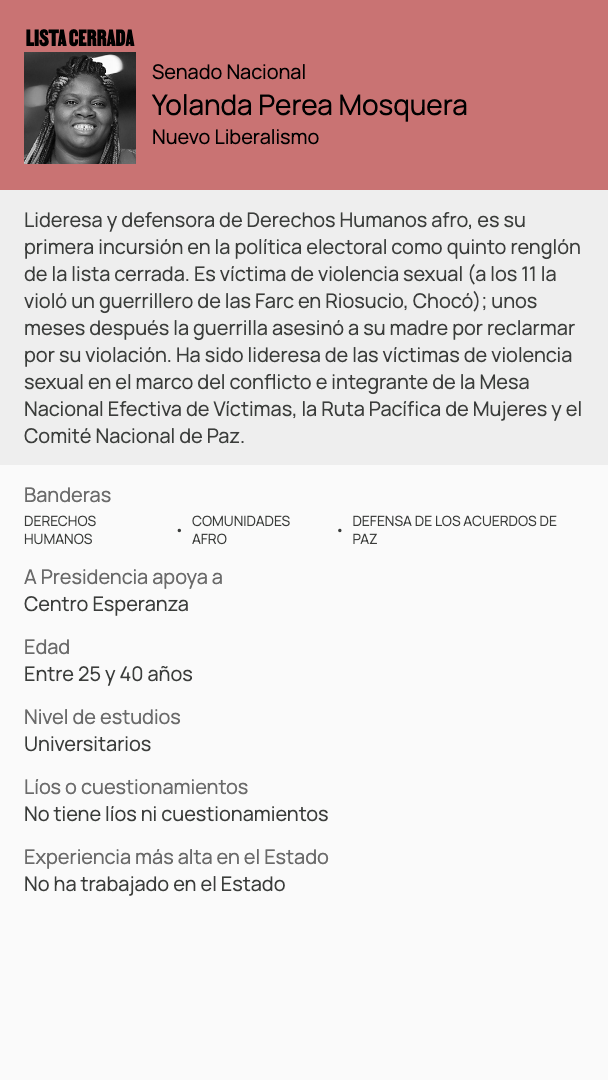 LISTA CERRADA
Senado Nacional
Yolanda Perea Mosquera
Nuevo Liberalismo
Lideresa y defensora de Derechos Humanos afro, es su
primera incursión en la política electoral como quinto renglón
de la lista cerrada. Es víctima de violencia sexual (a los 11 la
violó un guerrillero de las Farc en Riosucio, Chocó); unos
meses después la guerrilla asesinó a su madre por reclarmar
por su violación. Ha sido lideresa de las víctimas de violencia
sexual en el marco del conflicto e integrante de la Mesa
Nacional Efectiva de Víctimas, la Ruta Pacífica de Mujeres y el
Comité Nacional de Paz.
Banderas
DERECHOS HUMANOS • COMUNIDADES AFRO • DEFENSA DE LOS ACUERDOS DE PAZ
A Presidencia apoya a
Centro Esperanza
Edad
Entre 25 y 40 años
Nivel de estudios
Universitarios
Líos o cuestionamientos
No tiene líos ni cuestionamientos
Experiencia más alta en el Estado
No ha trabajado en el Estado